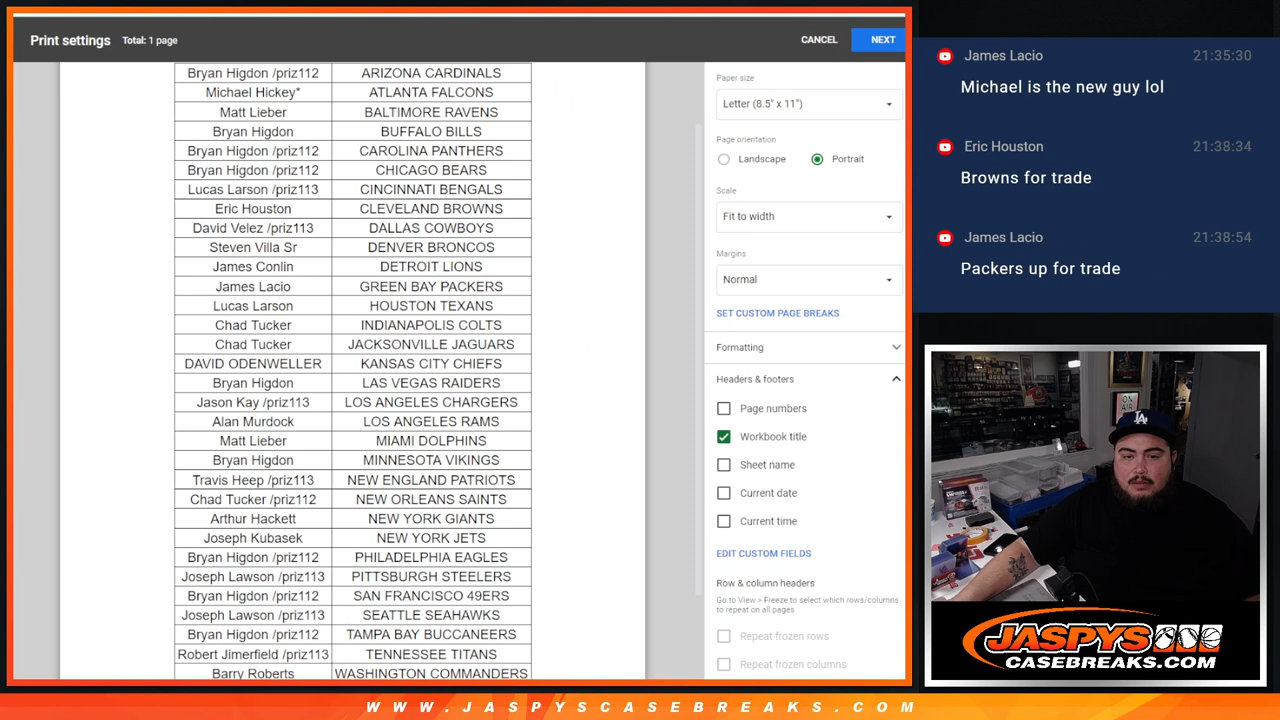 Print settings Total: 1 page CANCEL NEXT
Bryan Higdon /priz112 ARIZONA CARDINALS
Michael Hickey* ATLANTA FALCONS
Matt Lieber BALTIMORE RAVENS
Bryan Higdon BUFFALO BILLS
Bryan Higdon /priz112 CAROLINA PANTHERS
Bryan Higdon /priz112 CHICAGO BEARS
Lucas Larson /priz113 CINCINNATI BENGALS
Eric Houston CLEVELAND BROWNS
David Velez /priz113 DALLAS COWBOYS
Steven Villa Sr DENVER BRONCOS
James Conlin DETROIT LIONS
James Lacio GREEN BAY PACKERS
Lucas Larson HOUSTON TEXANS
Chad Tucker INDIANAPOLIS COLTS
Chad Tucker JACKSONVILLE JAGUARS
DAVID ODENWELLER KANSAS CITY CHIEFS
Bryan Higdon LAS VEGAS RAIDERS
Jason Kay /priz113 LOS ANGELES CHARGERS
Alan Murdock LOS ANGELES RAMS
Matt Lieber MIAMI DOLPHINS
Bryan Higdon MINNESOTA VIKINGS
Travis Heep /priz113 NEW ENGLAND PATRIOTS
Chad Tucker /priz112 NEW ORLEANS SAINTS
Arthur Hackett NEW YORK GIANTS
Joseph Kubasek NEW YORK JETS
Bryan Higdon /priz112 PHILADELPHIA EAGLES
Joseph Lawson /priz113 PITTSBURGH STEELERS
Bryan Higdon /priz112 SAN FRANCISCO 49ERS
Joseph Lawson /priz113 SEATTLE SEAHAWKS
Bryan Higdon /priz112 TAMPA BAY BUCCANEERS
Robert Jimerfield /priz113 TENNESSEE TITANS
Barry Roberts WASHINGTON COMMANDERS
Paper size
Letter (8.5" x 11")
Page orientation
Landscape Portrait
Scale
Fit to width
Margins
Normal
SET CUSTOM PAGE BREAKS
Formatting
Headers & footers
Page numbers
Workbook title
Sheet name
Current date
Current time
EDIT CUSTOM FIELDS
Row & column headers
Go to View > Freeze to select which rows/columns
to repeat on all pages
Repeat frozen rows
Repeat frozen columns
James Lacio 21:35:30
Michael is the new guy lol
Eric Houston 21:38:34
Browns for trade
James Lacio 21:38:54
Packers up for trade
ON
AIR
LA
JASPYS
CASEBREAKS.COM
WWW.JASPYSCASEBREAKS.COM